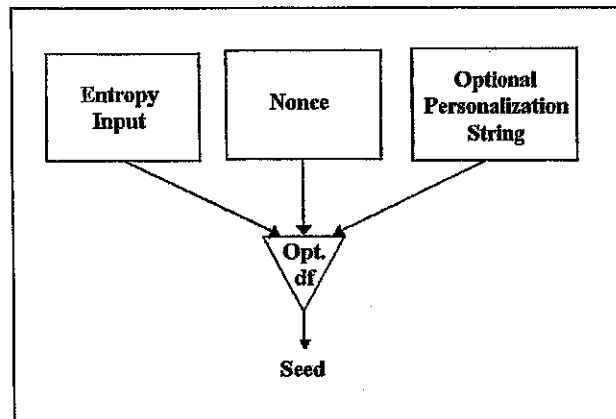 Entropy
Input
Nonce
Optional
Personalization
String
Opt.
df
Seed